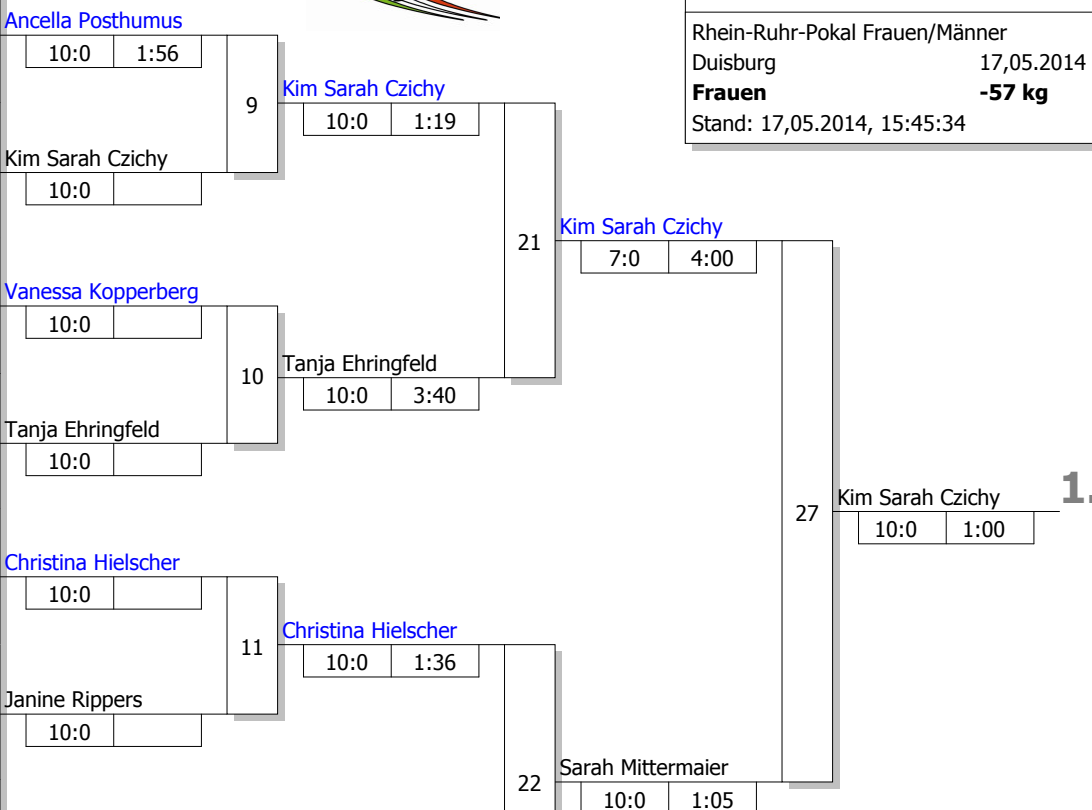 Ancella Posthumus
10:0 1:56
9
Kim Sarah Czichy
10:0
Kim Sarah Czichy
10:0 1:19
Vanessa Kopperberg
10:0
10
Tanja Ehringfeld
10:0
Tanja Ehringfeld
10:0 3:40
21
Kim Sarah Czichy
7:0 4:00
Christina Hielscher
10:0
11
Janine Rippers
10:0
Christina Hielscher
10:0 1:36
22
Sarah Mittermaier
10:0 1:05
27
Kim Sarah Czichy
10:0 1:00
1.
Rhein-Ruhr-Pokal Frauen/Männer
Duisburg 17,05.2014
Frauen -57 kg
Stand: 17,05.2014, 15:45:34